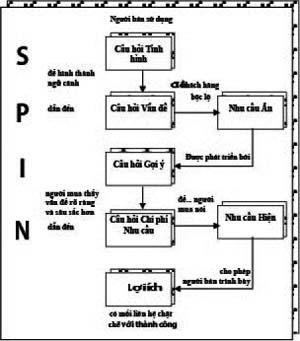 Người bán sử dụng
S
Câu hỏi Tình
hình
để hình thành
ngữ cảnh
P
dẫn đến
Câu hỏi Vấn đề
khách hàng
bộc lộ
Nhu cầu Ẩn
I
Câu hỏi Gợi ý
Được phát triển bởi
người mua thấy
vấn đề rõ ràng
và sâu sắc hơn
N
dẫn đến
Câu hỏi Chi phí
Nhu cầu
để... người
mua nói
Nhu cầu Hiện
cho phép
người bán trình bày
Lợi ích
có mối liên hệ chặt
chẽ với thành công